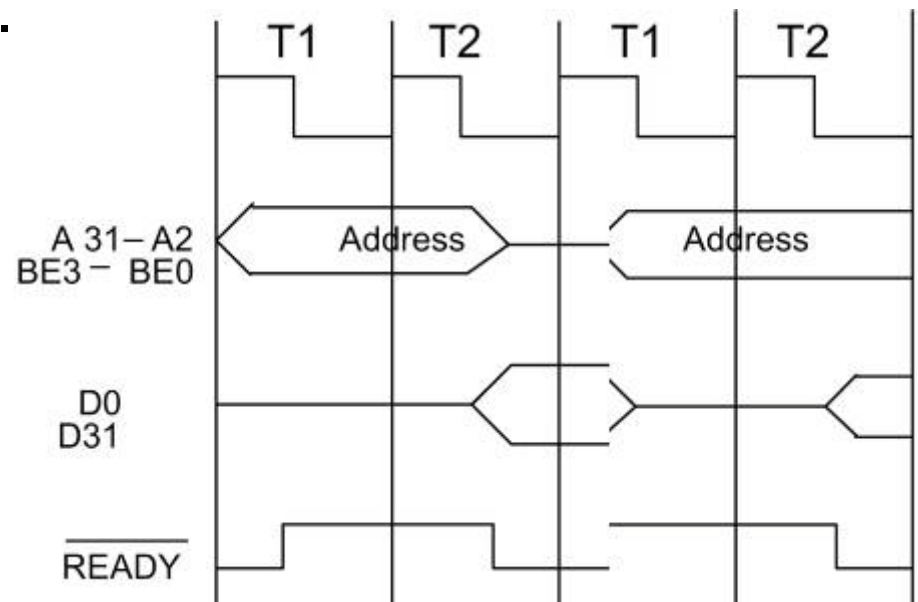 T1 T2 T1 T2
A 31– A2 Address Address
BE3 – BE0
D0
D31
READY